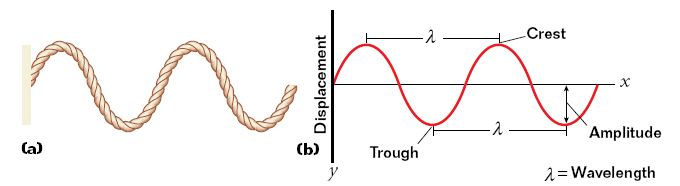 (a)
(b)
Displacement
λ
Crest
x
λ
Amplitude
Trough
y
λ = Wavelength